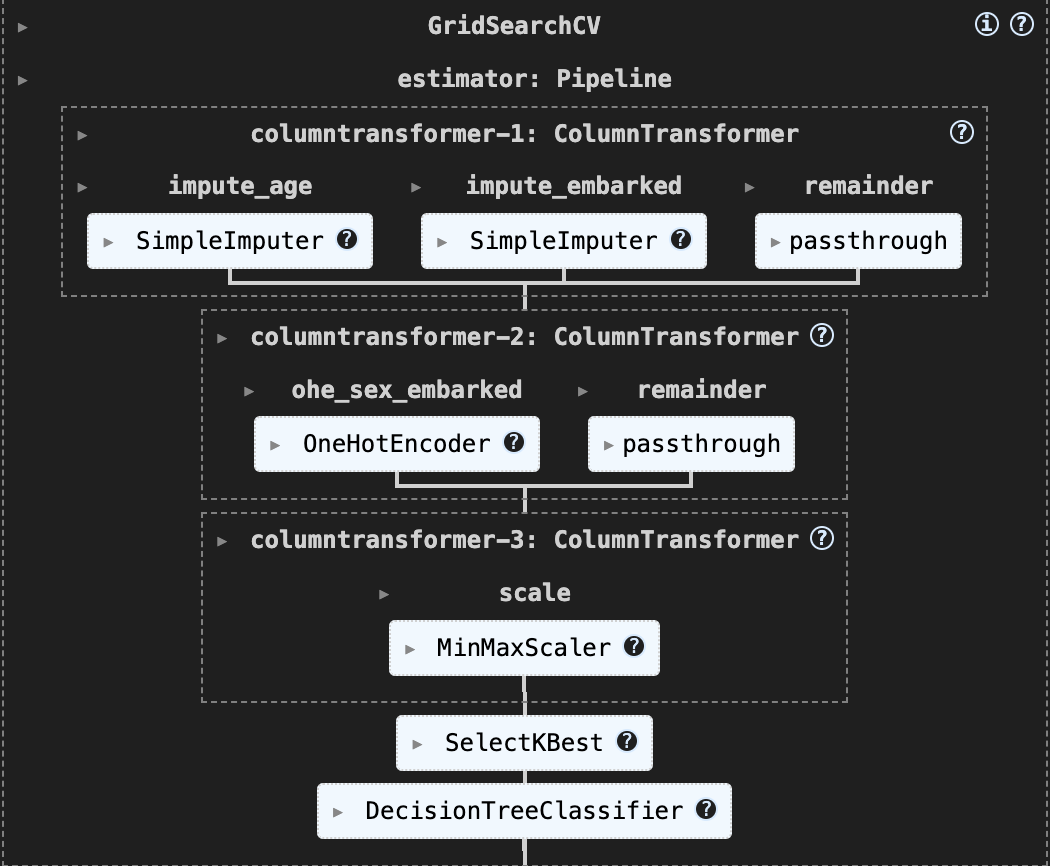 GridSearchCV i ?
estimator: Pipeline
columntransformer-1: ColumnTransformer ?
impute_age impute_embarked remainder
SimpleImputer ? SimpleImputer ? passthrough
columntransformer-2: ColumnTransformer ?
ohe_sex_embarked remainder
OneHotEncoder ? passthrough
columntransformer-3: ColumnTransformer ?
scale
MinMaxScaler ?
SelectKBest ?
DecisionTreeClassifier ?